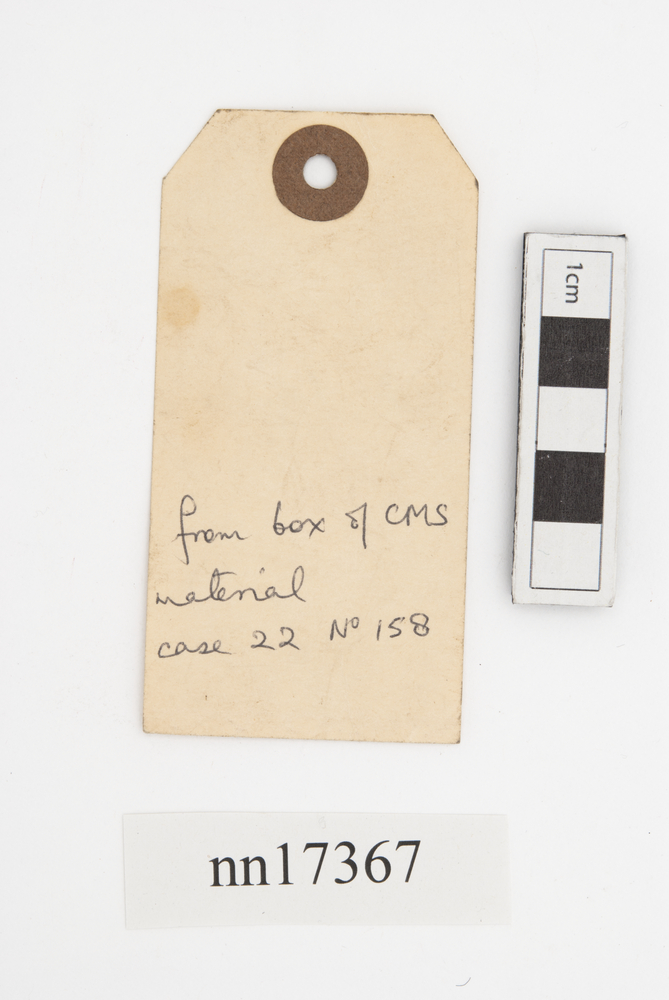 1cm
from box of CMS
material
case 22 Nº 158
nn17367